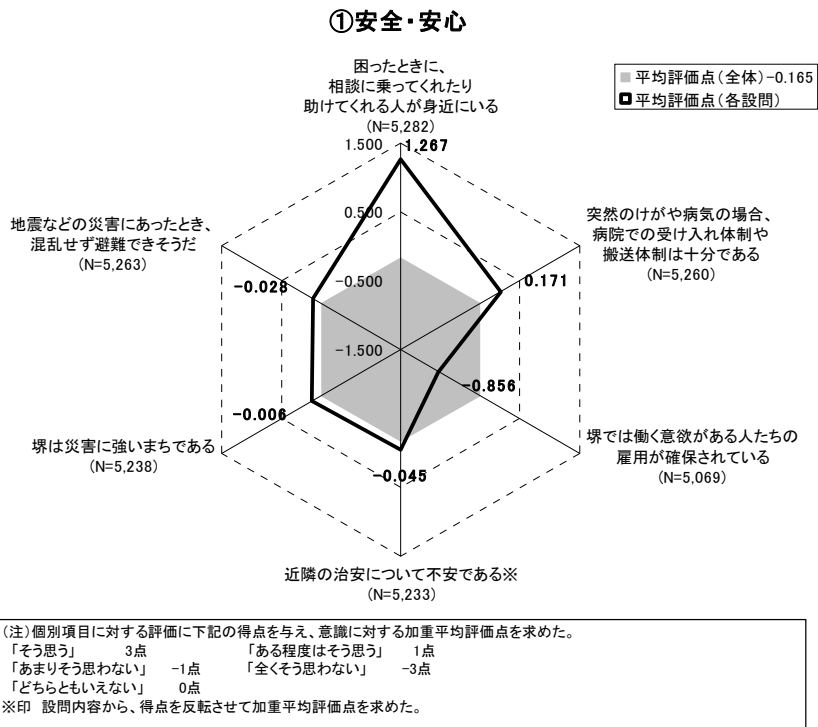 ①安全・安心
困ったときに、
相談に乗ってくれたり
助けてくれる人が身近にいる
(N=5,282)
平均評価点(全体)-0.165
平均評価点(各設問)
1.500
1.267
地震などの災害にあったとき、
混乱せず避難できそうだ
(N=5,263)
0.500
突然のけがや病気の場合、
病院での受け入れ体制や
搬送体制は十分である
(N=5,260)
-0.028
-0.500
0.171
-1.500
-0.856
-0.006
堺は災害に強いまちである
(N=5,238)
堺では働く意欲がある人たちの
雇用が確保されている
(N=5,069)
-0.045
近隣の治安について不安である※
(N=5,233)
(注)個別項目に対する評価に下記の得点を与え、意識に対する加重平均評価点を求めた。
「そう思う」 3点 「ある程度はそう思う」 1点
「あまりそう思わない」 -1点 「全くそう思わない」 -3点
「どちらともいえない」 0点
※印 設問内容から、得点を反転させて加重平均評価点を求めた。